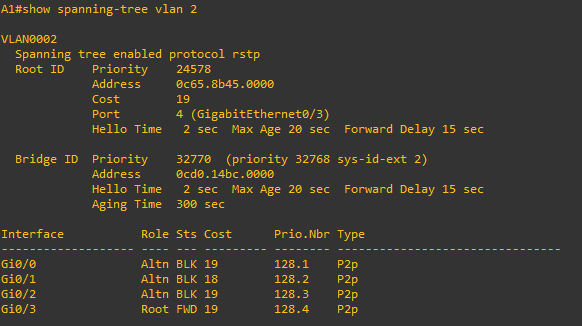 A1#show spanning-tree vlan 2
VLAN0002
Spanning tree enabled protocol rstp
Root ID Priority 24578
Address 0c65.8b45.0000
Cost 19
Port 4 (GigabitEthernet0/3)
Hello Time 2 sec Max Age 20 sec Forward Delay 15 sec
Bridge ID Priority 32770 (priority 32768 sys-id-ext 2)
Address 0cd0.14bc.0000
Hello Time 2 sec Max Age 20 sec Forward Delay 15 sec
Aging Time 300 sec
Interface Role Sts Cost Prio.Nbr Type
------------------- ---- --- --------- -------- --------------------------------
Gi0/0 Altn BLK 19 128.1 P2p
Gi0/1 Altn BLK 18 128.2 P2p
Gi0/2 Altn BLK 19 128.3 P2p
Gi0/3 Root FWD 19 128.4 P2p